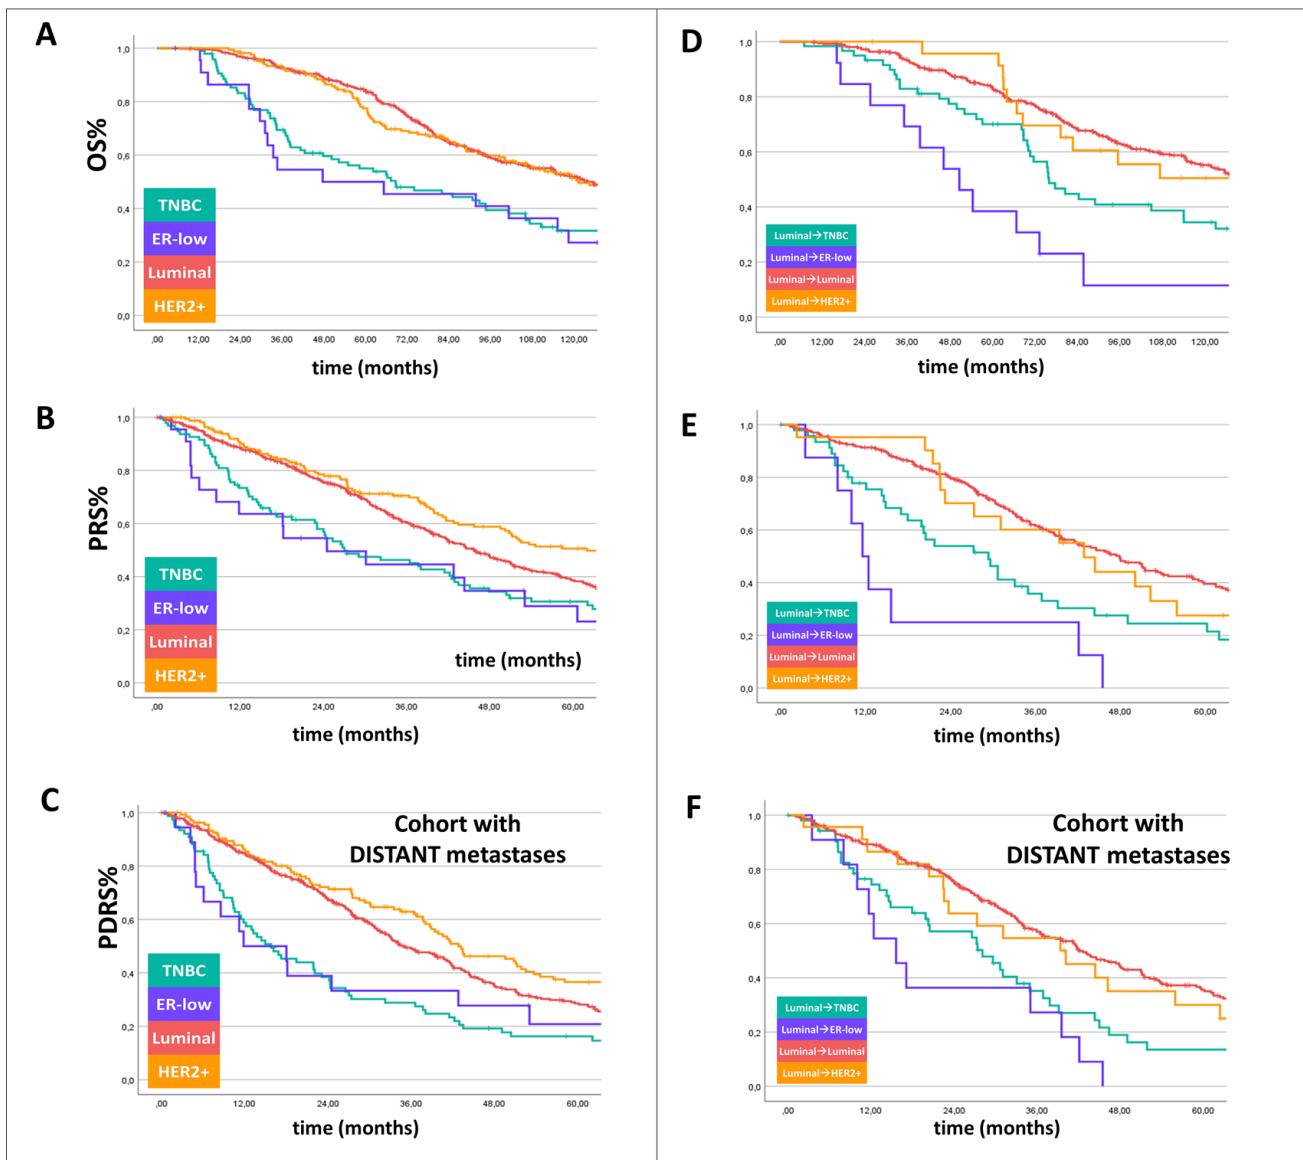 A
OS%
1,0
0,8
0,6
0,4
0,2
0,0
TNBC
ER-low
Luminal
HER2+
,00 12,00 24,00 36,00 48,00 60,00 72,00 84,00 96,00 108,00 120,00
time (months)
B
PRS%
1,0
0,8
0,6
0,4
0,2
0,0
TNBC
ER-low
Luminal
HER2+
time (months)
,00 12,00 24,00 36,00 48,00 60,00
time (months)
C
PDRS%
Cohort with
DISTANT metastases
1,0
0,8
0,6
0,4
0,2
0,0
TNBC
ER-low
Luminal
HER2+
,00 12,00 24,00 36,00 48,00 60,00
time (months)
D
1,0
0,8
0,6
0,4
0,2
0,0
Luminal→TNBC
Luminal→ER-low
Luminal→Luminal
Luminal→HER2+
,00 12,00 24,00 36,00 48,00 60,00 72,00 84,00 96,00 108,00 120,00
time (months)
E
1,0
0,8
0,6
0,4
0,2
0,0
Luminal→TNBC
Luminal→ER-low
Luminal→Luminal
Luminal→HER2+
,00 12,00 24,00 36,00 48,00 60,00
time (months)
F
Cohort with
DISTANT metastases
1,0
0,8
0,6
0,4
0,2
0,0
Luminal→TNBC
Luminal→ER-low
Luminal→Luminal
Luminal→HER2+
,00 12,00 24,00 36,00 48,00 60,00
time (months)